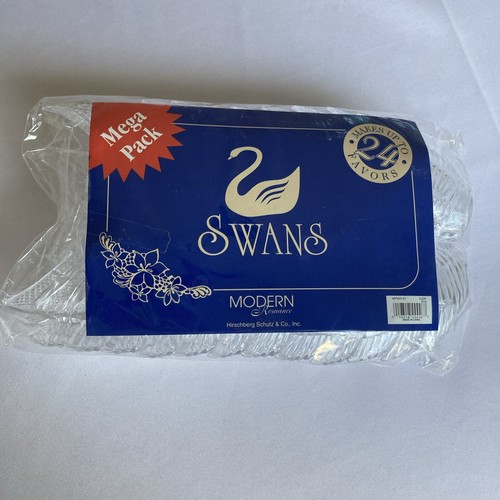 Mega
Pack
MAKES UP TO
24
FAVORS
SWANS
MODERN
Romance
Hirschberg Schutz & Co., Inc.